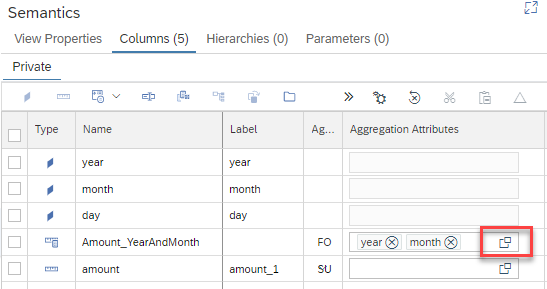 Semantics
View Properties Columns (5) Hierarchies (0) Parameters (0)
Private
Type Name Label Ag... Aggregation Attributes
year year
month month
day day
Amount_YearAndMonth FO year month
amount amount_1 SU